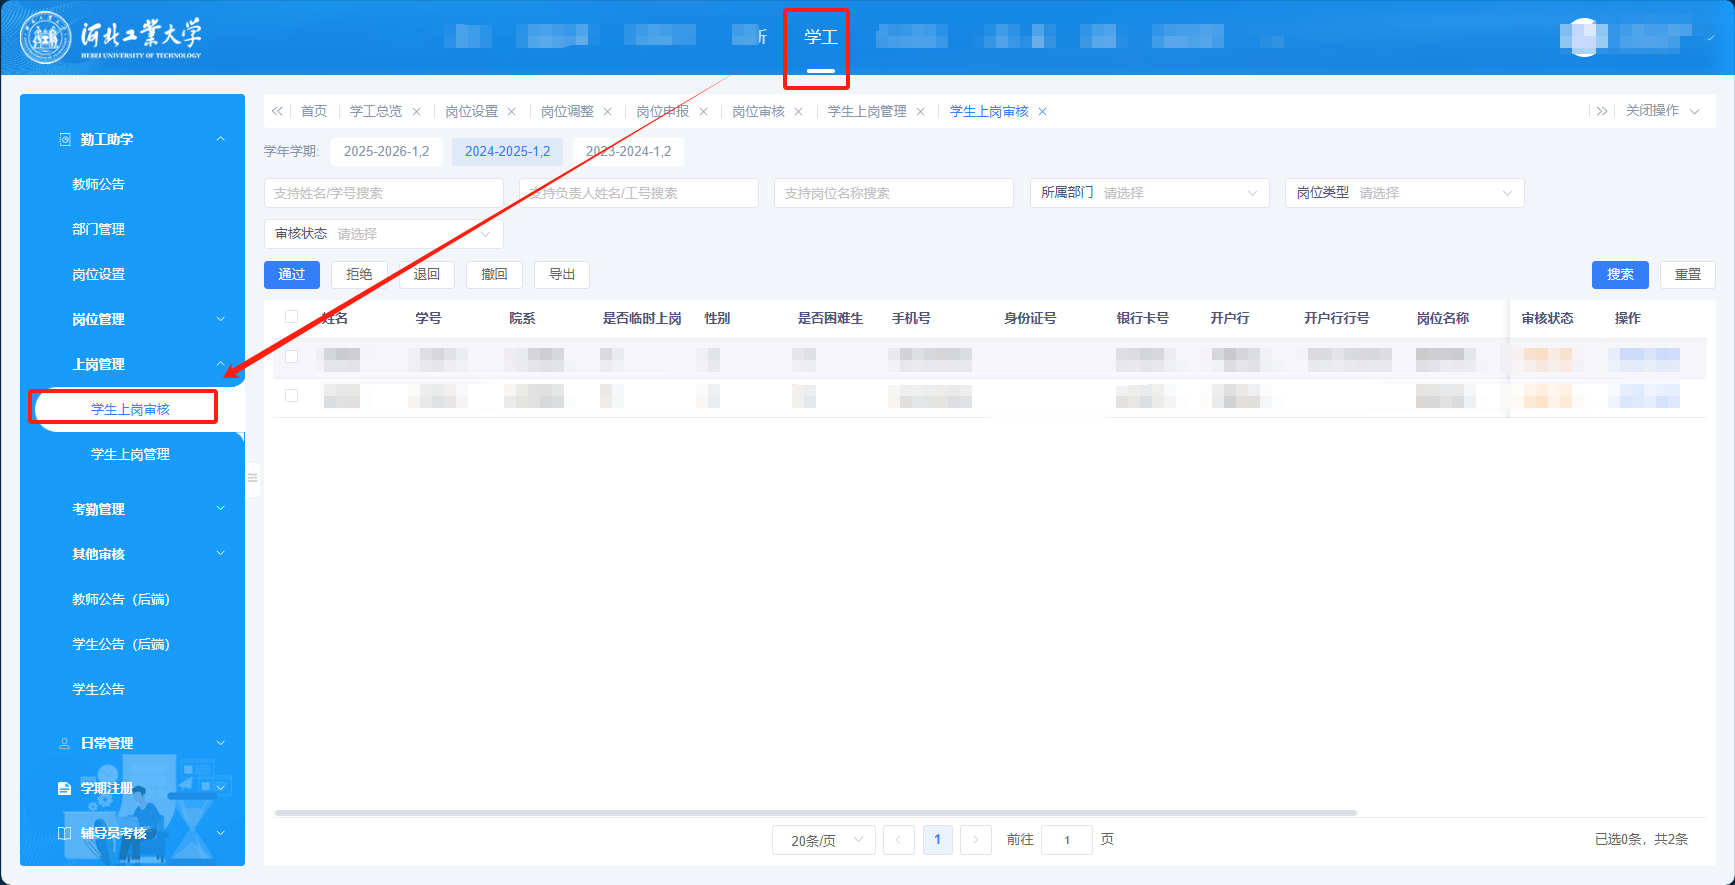 河北工業大学
HEBEI UNIVERSITY OF TECHNOLOGY
学工
勤工助学
教师公告
部门管理
岗位设置
岗位管理
上岗管理
学生上岗审核
学生上岗管理
考勤管理
其他审核
教师公告（后端）
学生公告（后端）
学生公告
日常管理
学期注册
辅导员考核
首页 学工总览 岗位设置 岗位调整 岗位申报 岗位审核 学生上岗管理 学生上岗审核 关闭操作
学年学期: 2025-2026-1,2 2024-2025-1,2 2023-2024-1,2
支持姓名/学号搜索 支持负责人姓名/工号搜索 支持岗位名称搜索 所属部门 请选择 岗位类型 请选择
审核状态 请选择
通过 拒绝 退回 撤回 导出 搜索 重置
姓名 学号 院系 是否临时上岗 性别 是否困难生 手机号 身份证号 银行卡号 开户行 开户行行号 岗位名称 审核状态 操作
20条/页 1 前往 1 页 已选0条，共2条